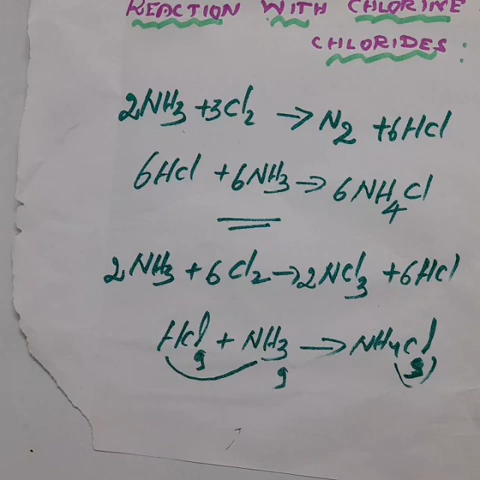 REACTION WITH CHLORINE
CHLORIDES:
2NH3 + 3Cl2 → N2 + 6HCl
6HCl + 6NH3 → 6NH4Cl
2NH3 + 6Cl2 → 2NCl3 + 6HCl
HCl g + NH3 g → NH4Cl (s)